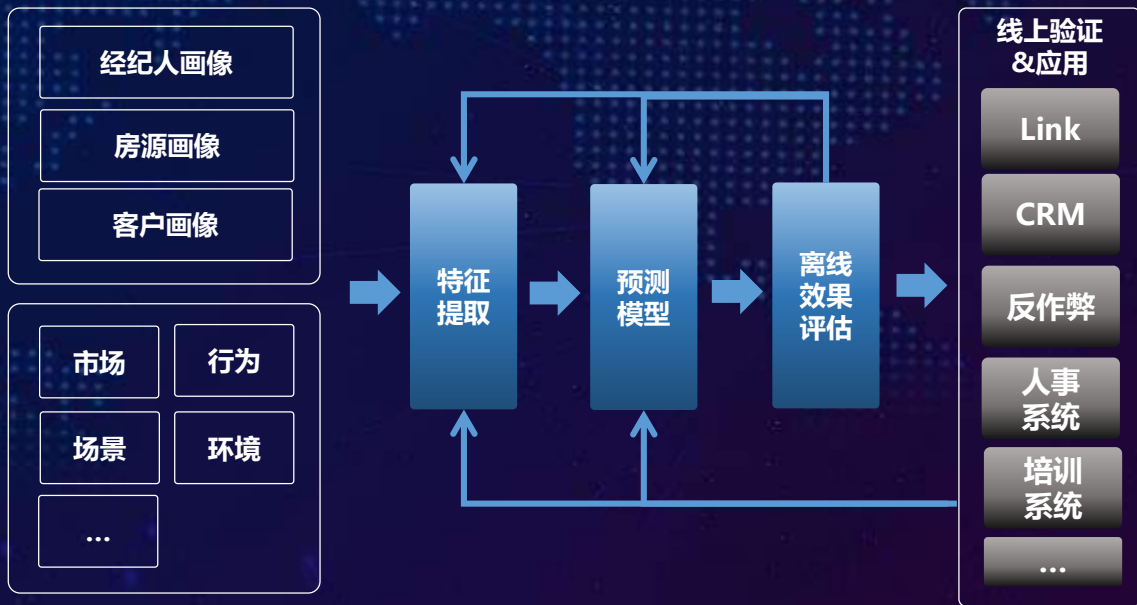 经纪人画像
房源画像
客户画像
市场
行为
场景
环境
...
特征
提取
预测
模型
离线
效果
评估
线上验证
&应用
Link
CRM
反作弊
人事
系统
培训
系统
...